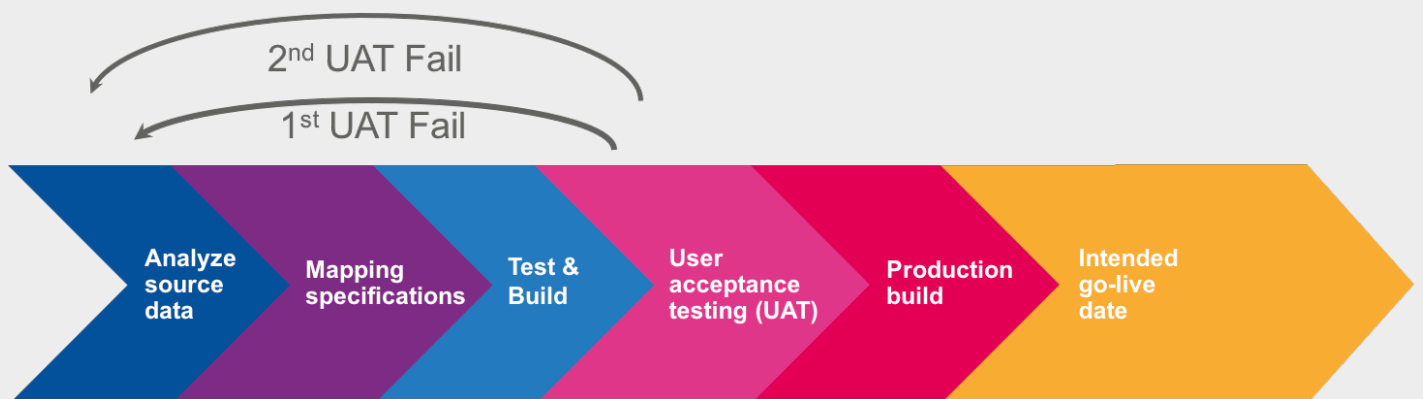 2nd UAT Fail
1st UAT Fail
Analyze
source
data
Mapping
specifications
Test &
Build
User
acceptance
testing (UAT)
Production
build
Intended
go-live
date